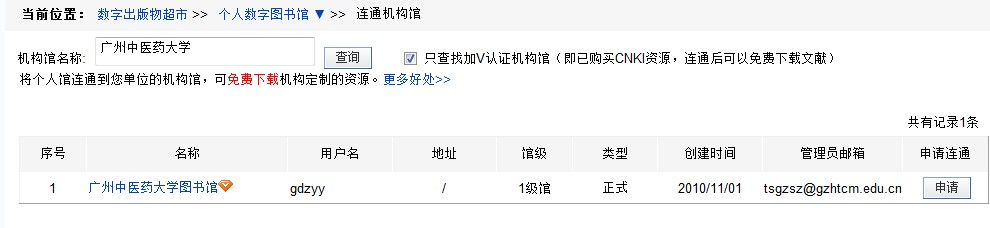 当前位置： 数字出版物超市 >> 个人数字图书馆 ▼ >> 连通机构馆
机构馆名称: 广州中医药大学 查询 只查找加V认证机构馆（即已购买CNKI资源，连通后可以免费下载文献）
将个人馆连通到您单位的机构馆，可免费下载机构定制的资源。更多好处>>
共有记录1条
序号 名称 用户名 地址 馆级 类型 创建时间 管理员邮箱 申请连通
1 广州中医药大学图书馆 gdzyy / 1级馆 正式 2010/11/01 tsgzsz@gzhtcm.edu.cn 申请